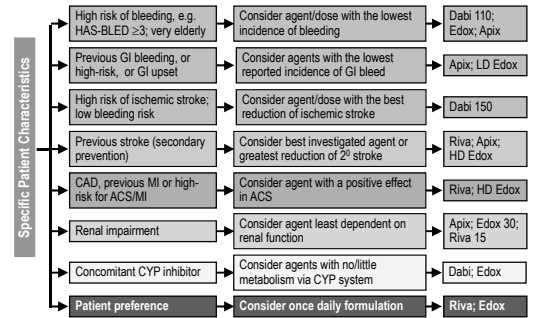 Specific Patient Characteristics
High risk of bleeding, e.g.
HAS-BLED ≥3; very elderly
Consider agent/dose with the lowest
incidence of bleeding
Dabi 110;
Edox; Apix
Previous GI bleeding, or
high-risk, or GI upset
Consider agents with the lowest
reported incidence of GI bleed
Apix; LD Edox
High risk of ischemic stroke;
low bleeding risk
Consider agent/dose with the best
reduction of ischemic stroke
Dabi 150
Previous stroke (secondary
prevention)
Consider best investigated agent or
greatest reduction of 2⁰ stroke
Riva; Apix;
HD Edox
CAD, previous MI or high-
risk for ACS/MI
Consider agent with a positive effect
in ACS
Riva; HD Edox
Renal impairment
Consider agent least dependent on
renal function
Apix; Edox 30;
Riva 15
Concomitant CYP inhibitor
Consider agents with no/little
metabolism via CYP system
Dabi; Edox
Patient preference
Consider once daily formulation
Riva; Edox